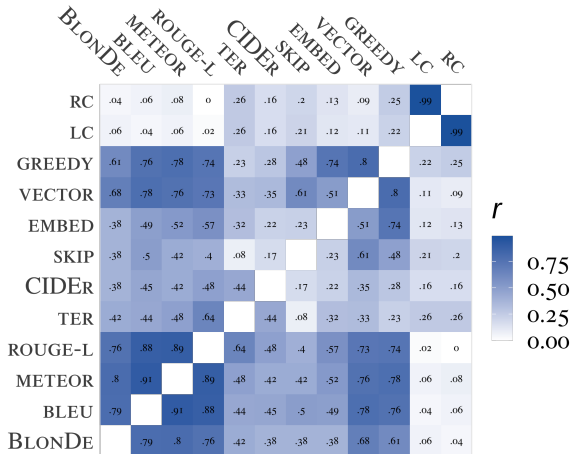 BLONDE BLEU METEOR ROUGE-L TER CIDER SKIP EMBED VECTOR GREEDY LC RC
RC .04 .06 .08 0 .26 .16 .2 .13 .09 .25 .99
LC .06 .04 .06 .02 .26 .16 .21 .12 .11 .22 .99
GREEDY .61 .76 .78 .74 .23 .28 .48 .74 .8 .22 .25
VECTOR .68 .78 .76 .73 .33 .35 .61 .51 .8 .11 .09
EMBED .38 .49 .52 .57 .32 .22 .23 .51 .74 .12 .13
SKIP .38 .5 .42 .4 .08 .17 .23 .61 .48 .21 .2
CIDER .38 .45 .42 .48 .44 .17 .22 .35 .28 .16 .16
TER .42 .44 .48 .64 .44 .08 .32 .33 .23 .26 .26
ROUGE-L .76 .88 .89 .64 .48 .4 .57 .73 .74 .02 0
METEOR .8 .91 .89 .48 .42 .42 .52 .76 .78 .06 .08
BLEU .79 .91 .88 .44 .45 .5 .49 .78 .76 .04 .06
BLONDE .79 .8 .76 .42 .38 .38 .38 .68 .61 .06 .04
r
0.75
0.50
0.25
0.00